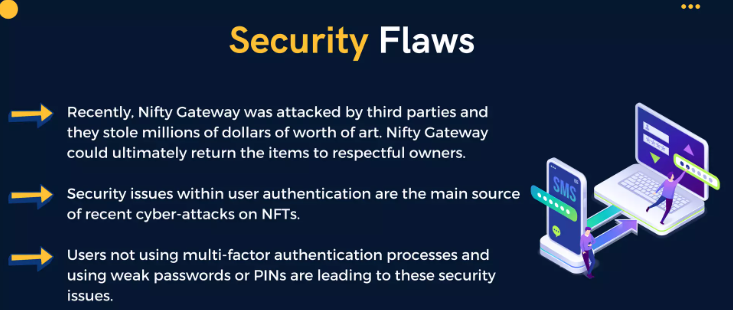 Security Flaws
Recently, Nifty Gateway was attacked by third parties and
they stole millions of dollars of worth of art. Nifty Gateway
could ultimately return the items to respectful owners.
Security issues within user authentication are the main source
of recent cyber-attacks on NFTs.
Users not using multi-factor authentication processes and
using weak passwords or PINs are leading to these security
issues.
SMS